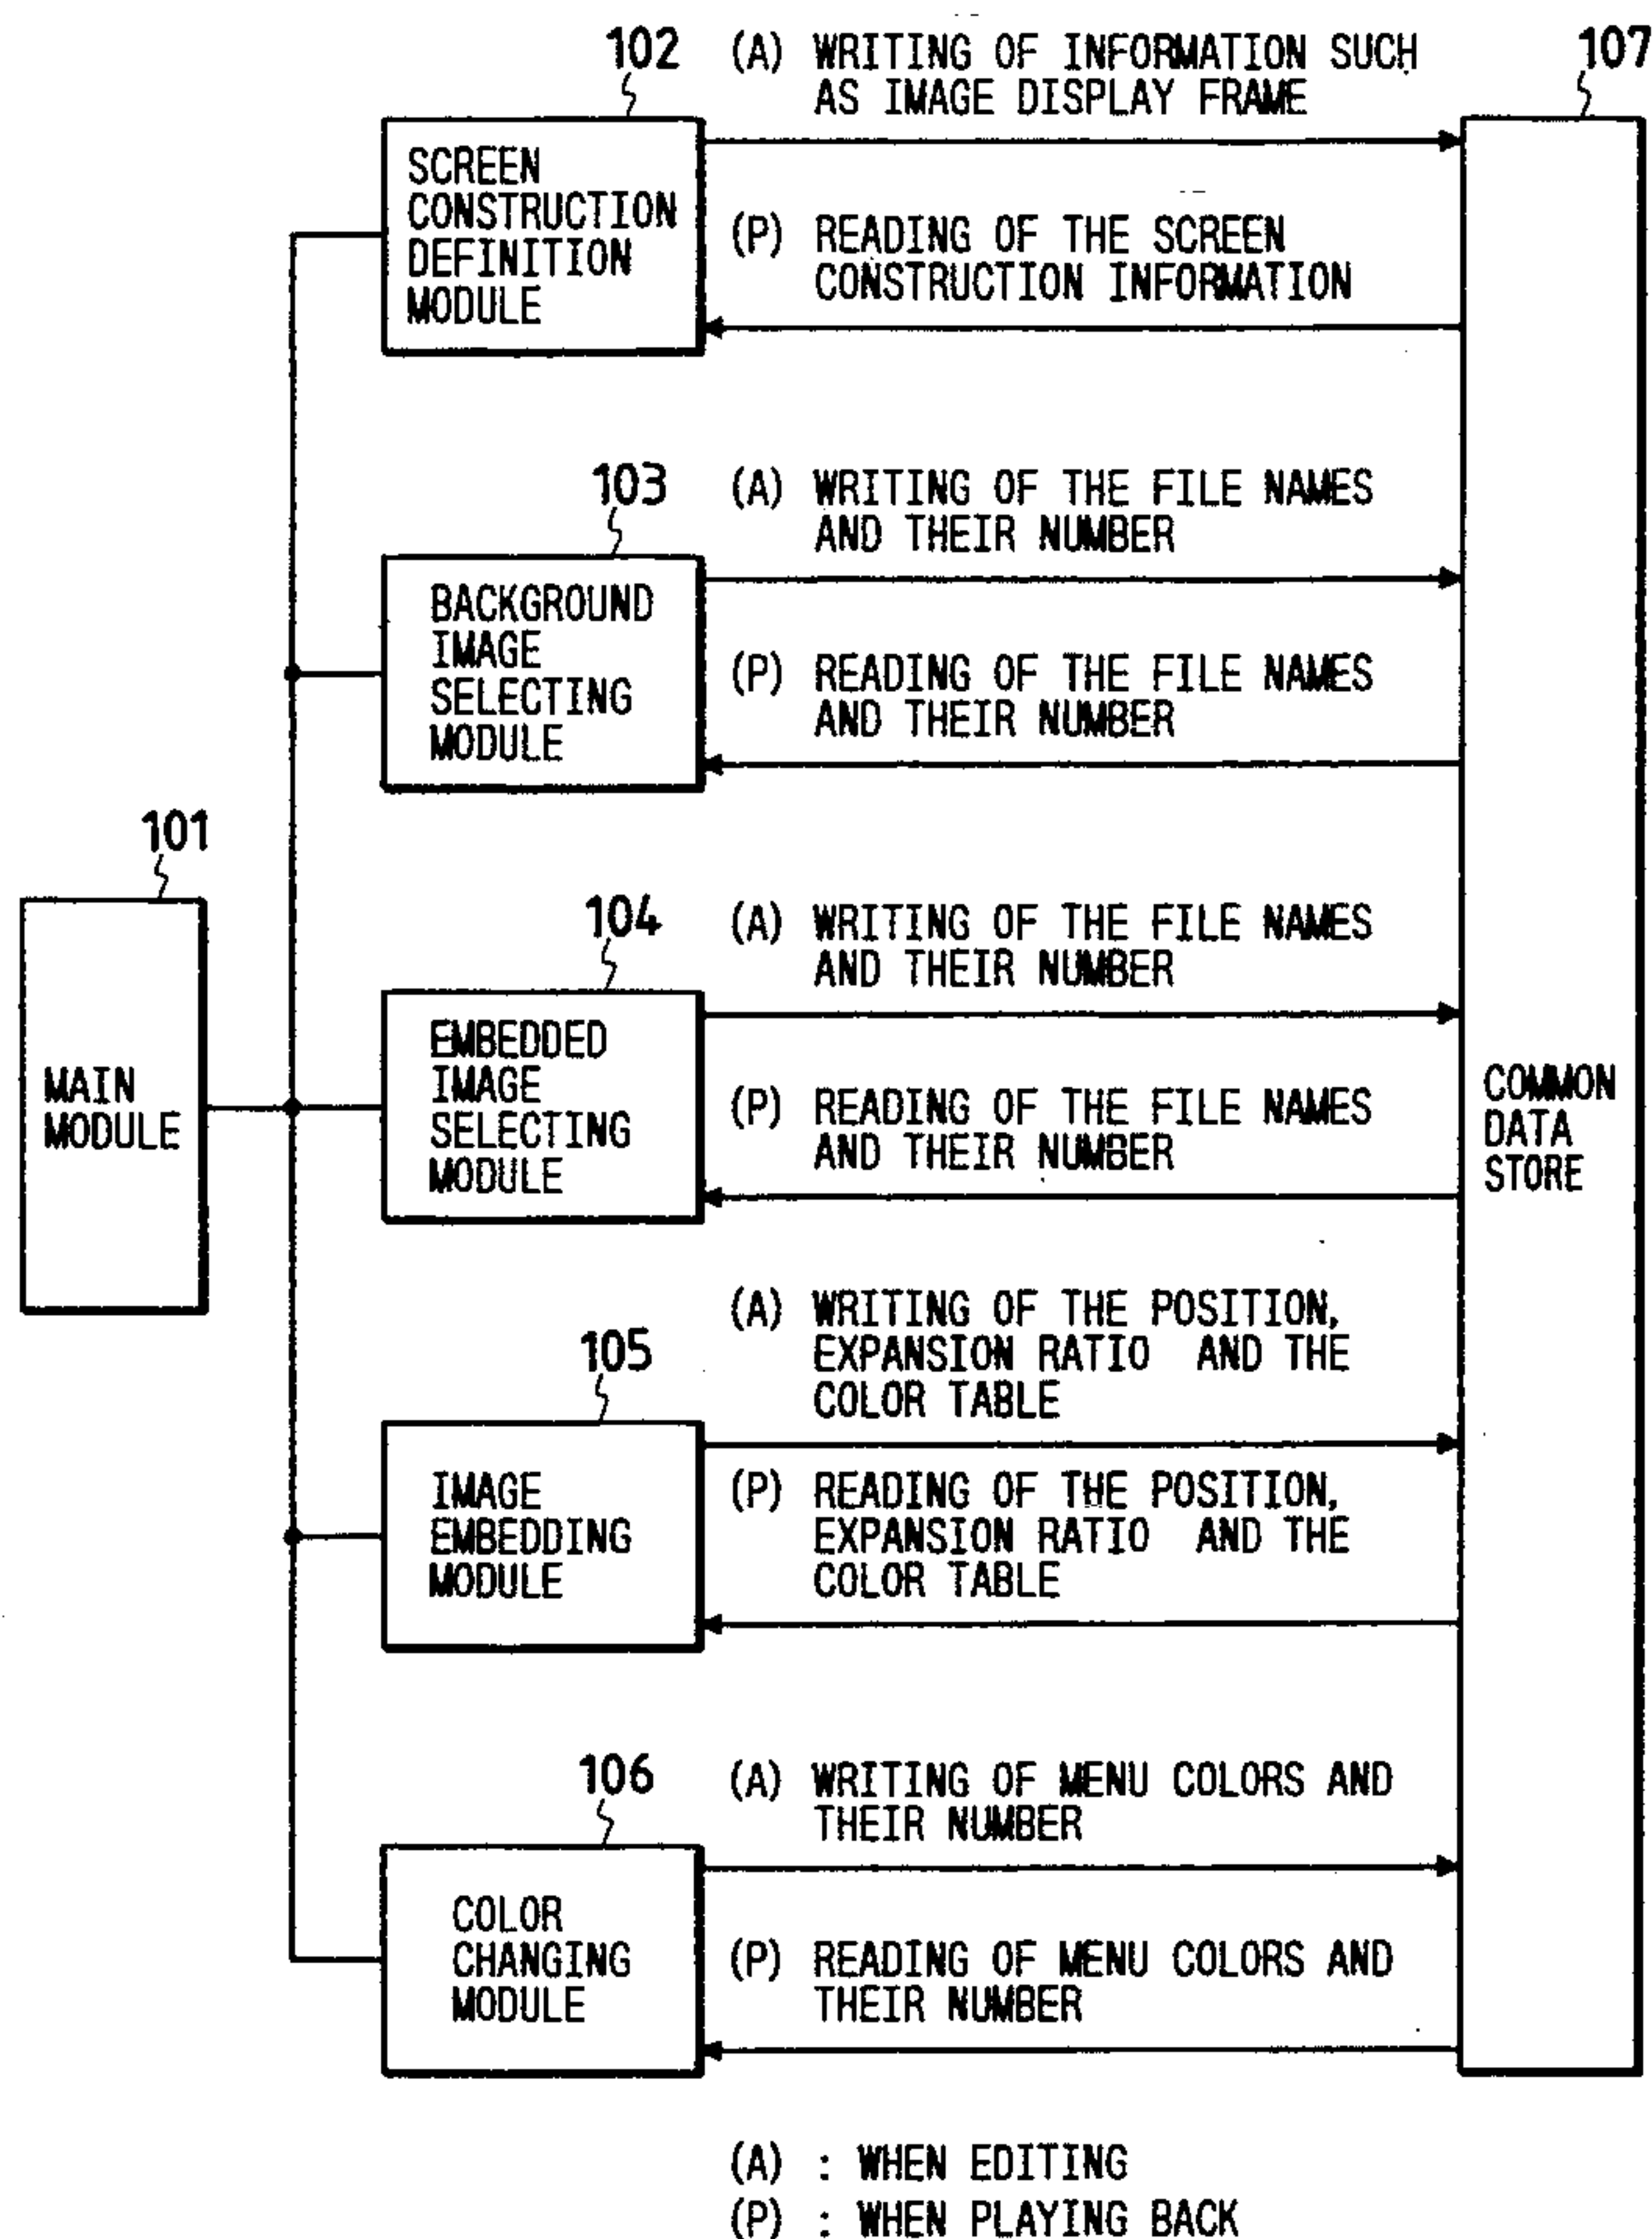 102
(A) WRITING OF INFORMATION SUCH
AS IMAGE DISPLAY FRAME
107
SCREEN
CONSTRUCTION
DEFINITION
MODULE
(P) READING OF THE SCREEN
CONSTRUCTION INFORMATION
103
(A) WRITING OF THE FILE NAMES
AND THEIR NUMBER
BACKGROUND
IMAGE
SELECTING
MODULE
(P) READING OF THE FILE NAMES
AND THEIR NUMBER
101
MAIN
MODULE
104
(A) WRITING OF THE FILE NAMES
AND THEIR NUMBER
EMBEDDED
IMAGE
SELECTING
MODULE
(P) READING OF THE FILE NAMES
AND THEIR NUMBER
COMMON
DATA
STORE
105
(A) WRITING OF THE POSITION,
EXPANSION RATIO AND THE
COLOR TABLE
IMAGE
EMBEDDING
MODULE
(P) READING OF THE POSITION,
EXPANSION RATIO AND THE
COLOR TABLE
106
(A) WRITING OF MENU COLORS AND
THEIR NUMBER
COLOR
CHANGING
MODULE
(P) READING OF MENU COLORS AND
THEIR NUMBER
(A) : WHEN EDITING
(P) : WHEN PLAYING BACK